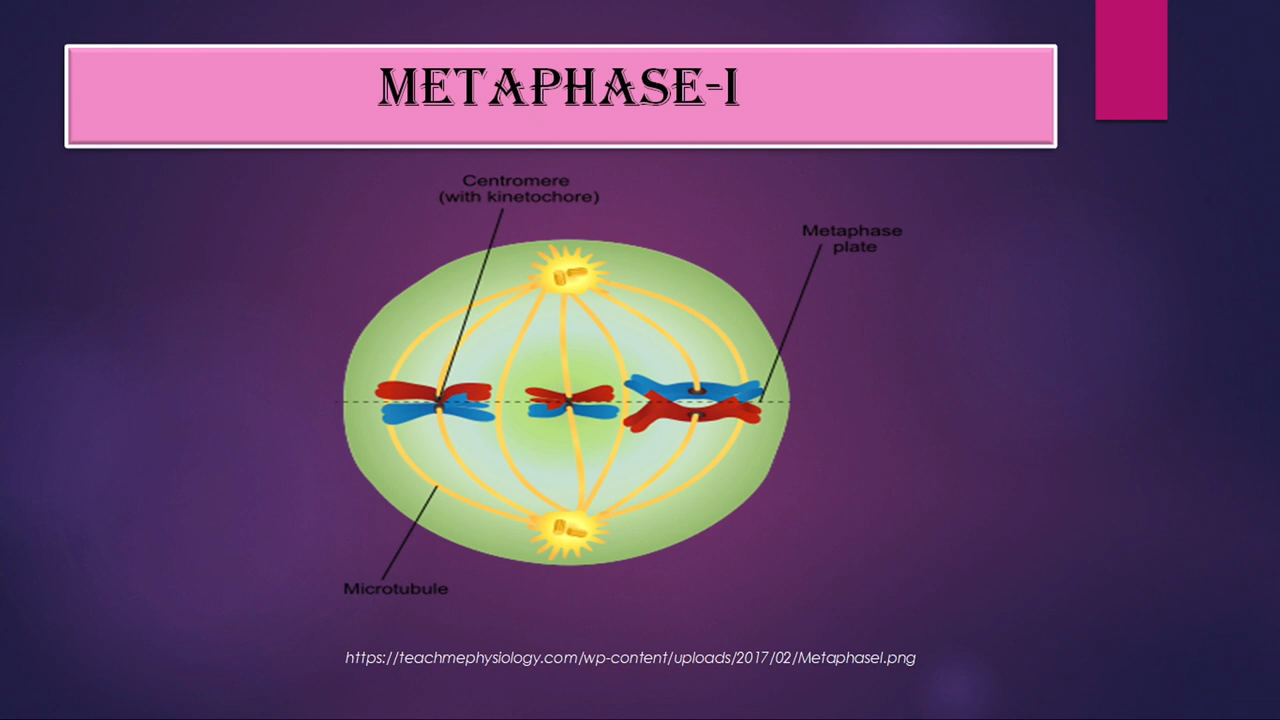 METAPHASE-I
Centromere
(with kinetochore)
Metaphase
plate
Microtubule
https://teachmephysiology.com/wp-content/uploads/2017/02/MetaphaseI.png